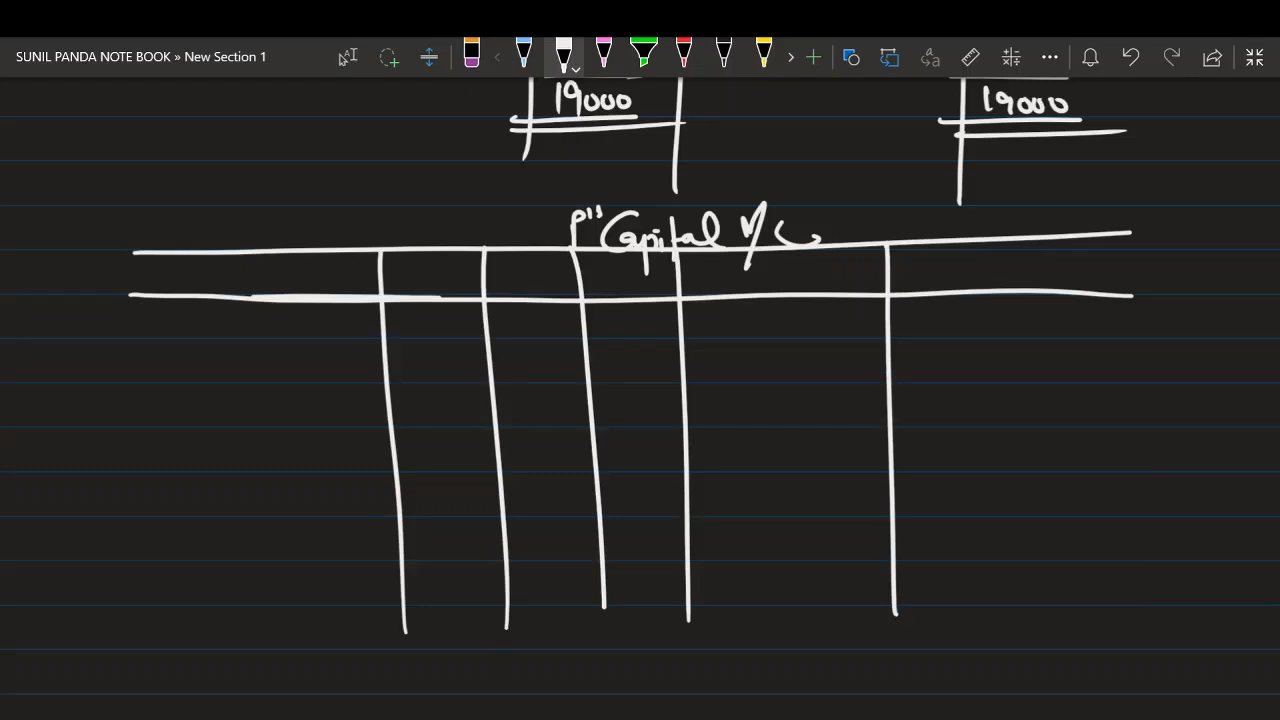 SUNIL PANDA NOTE BOOK » New Section 1
19000 19000
P" Capital A/c